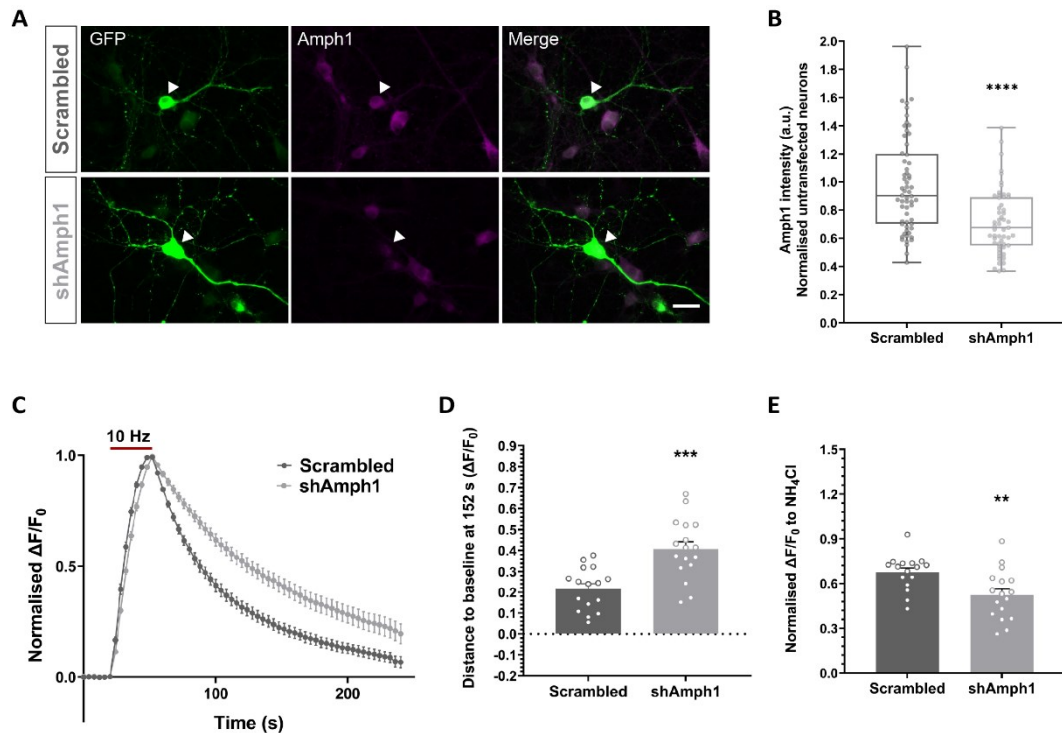 A
GFP
Amph1
Merge
Scrambled
shAmph1
B
Amph1 intensity (a.u.)
Normalised untransfected neurons
2.0
1.8
1.6
1.4
1.2
1.0
0.8
0.6
0.4
0.2
0.0
****
Scrambled
shAmph1
C
10 Hz
Scrambled
shAmph1
Normalised ΔF/F₀
1.0
0.5
0.0
100
200
Time (s)
D
Distance to baseline at 152 s (ΔF/F₀)
0.9
0.8
0.7
0.6
0.5
0.4
0.3
0.2
0.1
0.0
-0.1
-0.2
***
Scrambled
shAmph1
E
Normalised ΔF/F₀ to NH₄Cl
1.5
1.2
0.9
0.6
0.3
0.0
**
Scrambled
shAmph1